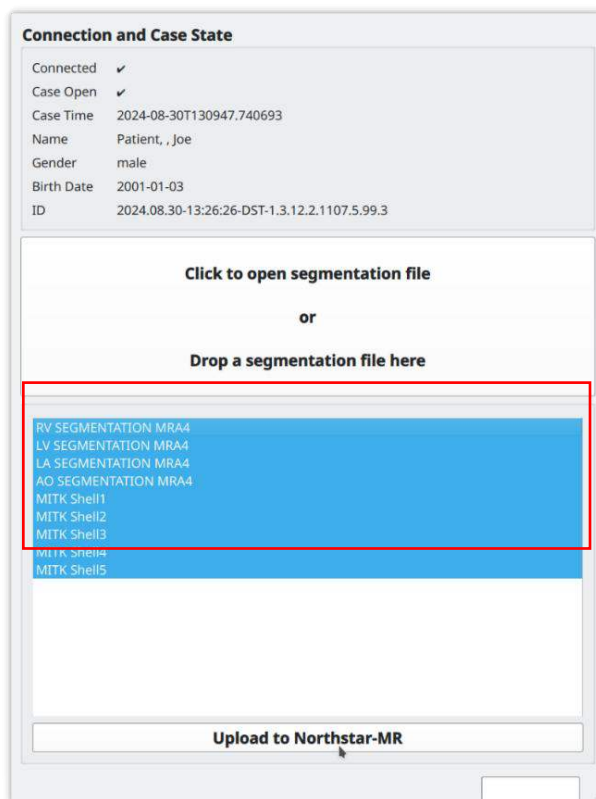 Connection and Case State
Connected ✔
Case Open ✔
Case Time 2024-08-30T130947.740693
Name Patient, , Joe
Gender male
Birth Date 2001-01-03
ID 2024.08.30-13:26:26-DST-1.3.12.2.1107.5.99.3
Click to open segmentation file
or
Drop a segmentation file here
RV SEGMENTATION MRA4
LV SEGMENTATION MRA4
LA SEGMENTATION MRA4
AO SEGMENTATION MRA4
MITK Shell1
MITK Shell2
MITK Shell3
MITK Shell4
MITK Shell5
Upload to Northstar-MR